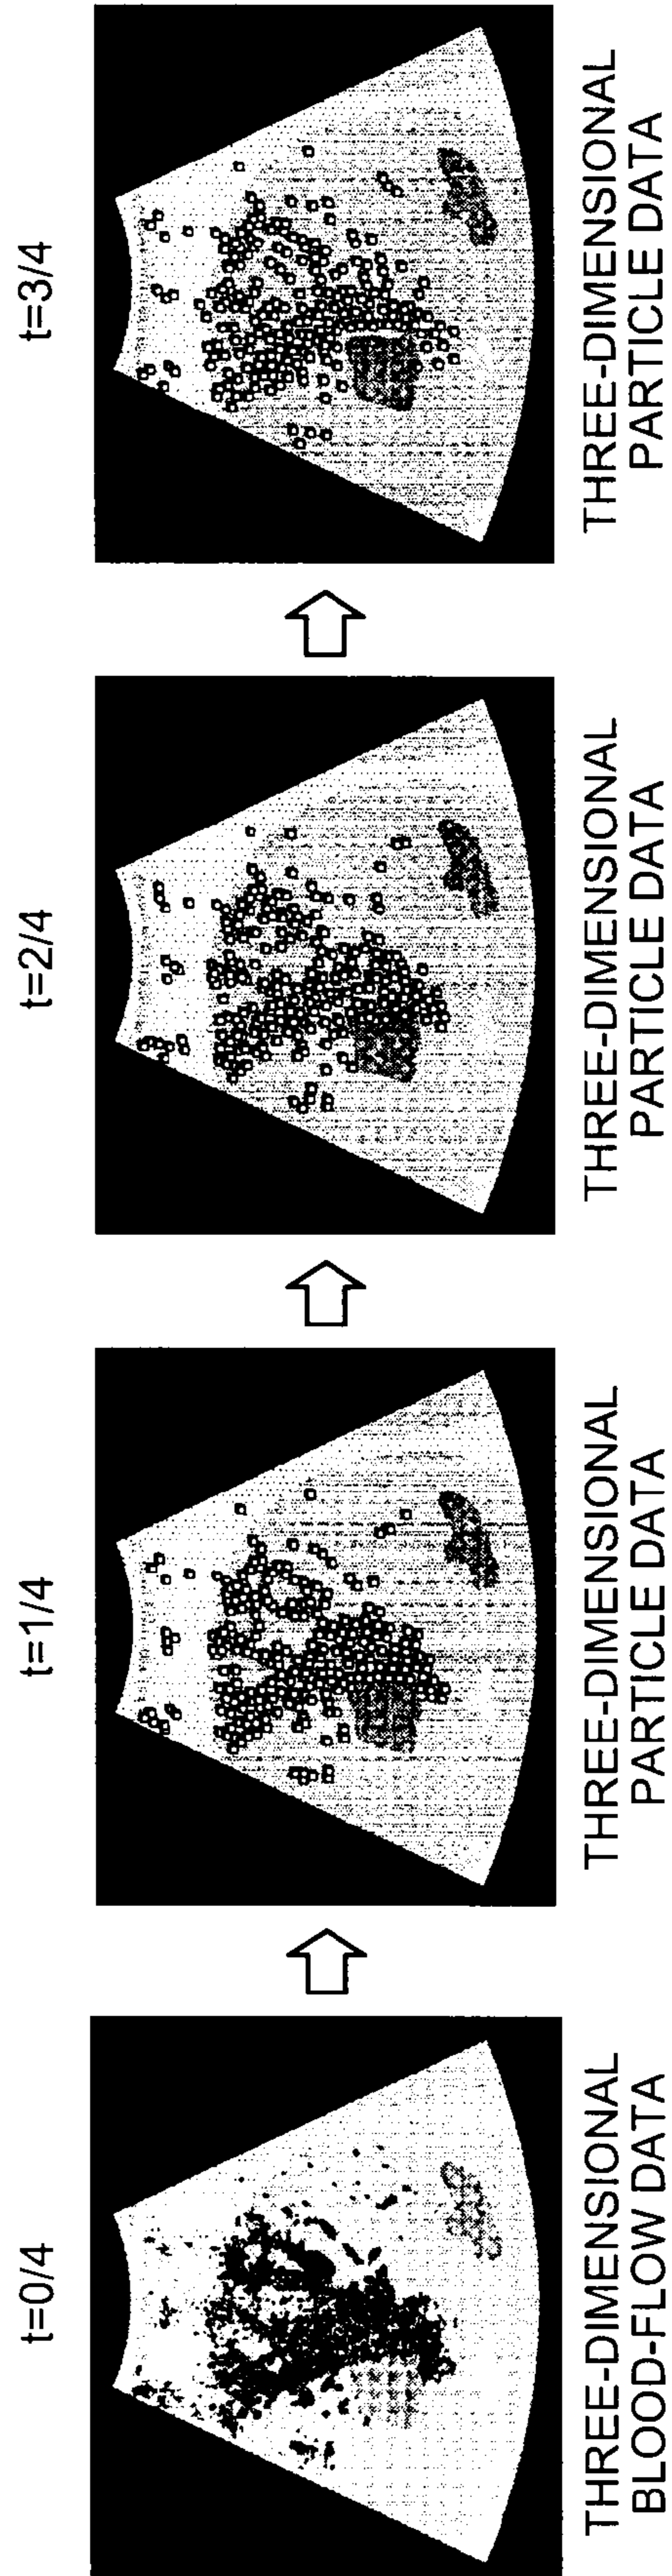 t=0/4
THREE-DIMENSIONAL
BLOOD-FLOW DATA
t=1/4
THREE-DIMENSIONAL
PARTICLE DATA
t=2/4
THREE-DIMENSIONAL
PARTICLE DATA
t=3/4
THREE-DIMENSIONAL
PARTICLE DATA